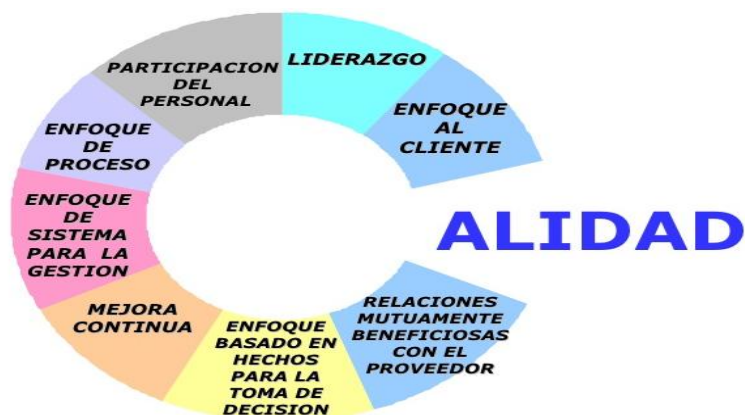 LIDERAZGO
PARTICIPACION
DEL
PERSONAL
ENFOQUE
AL
CLIENTE
ENFOQUE
DE
PROCESO
ENFOQUE
DE
SISTEMA
PARA LA
GESTION
ALIDAD
MEJORA
CONTINUA
ENFOQUE
BASADO EN
HECHOS
PARA LA
TOMA DE
DECISION
RELACIONES
MUTUAMENTE
BENEFICIOSAS
CON EL
PROVEEDOR